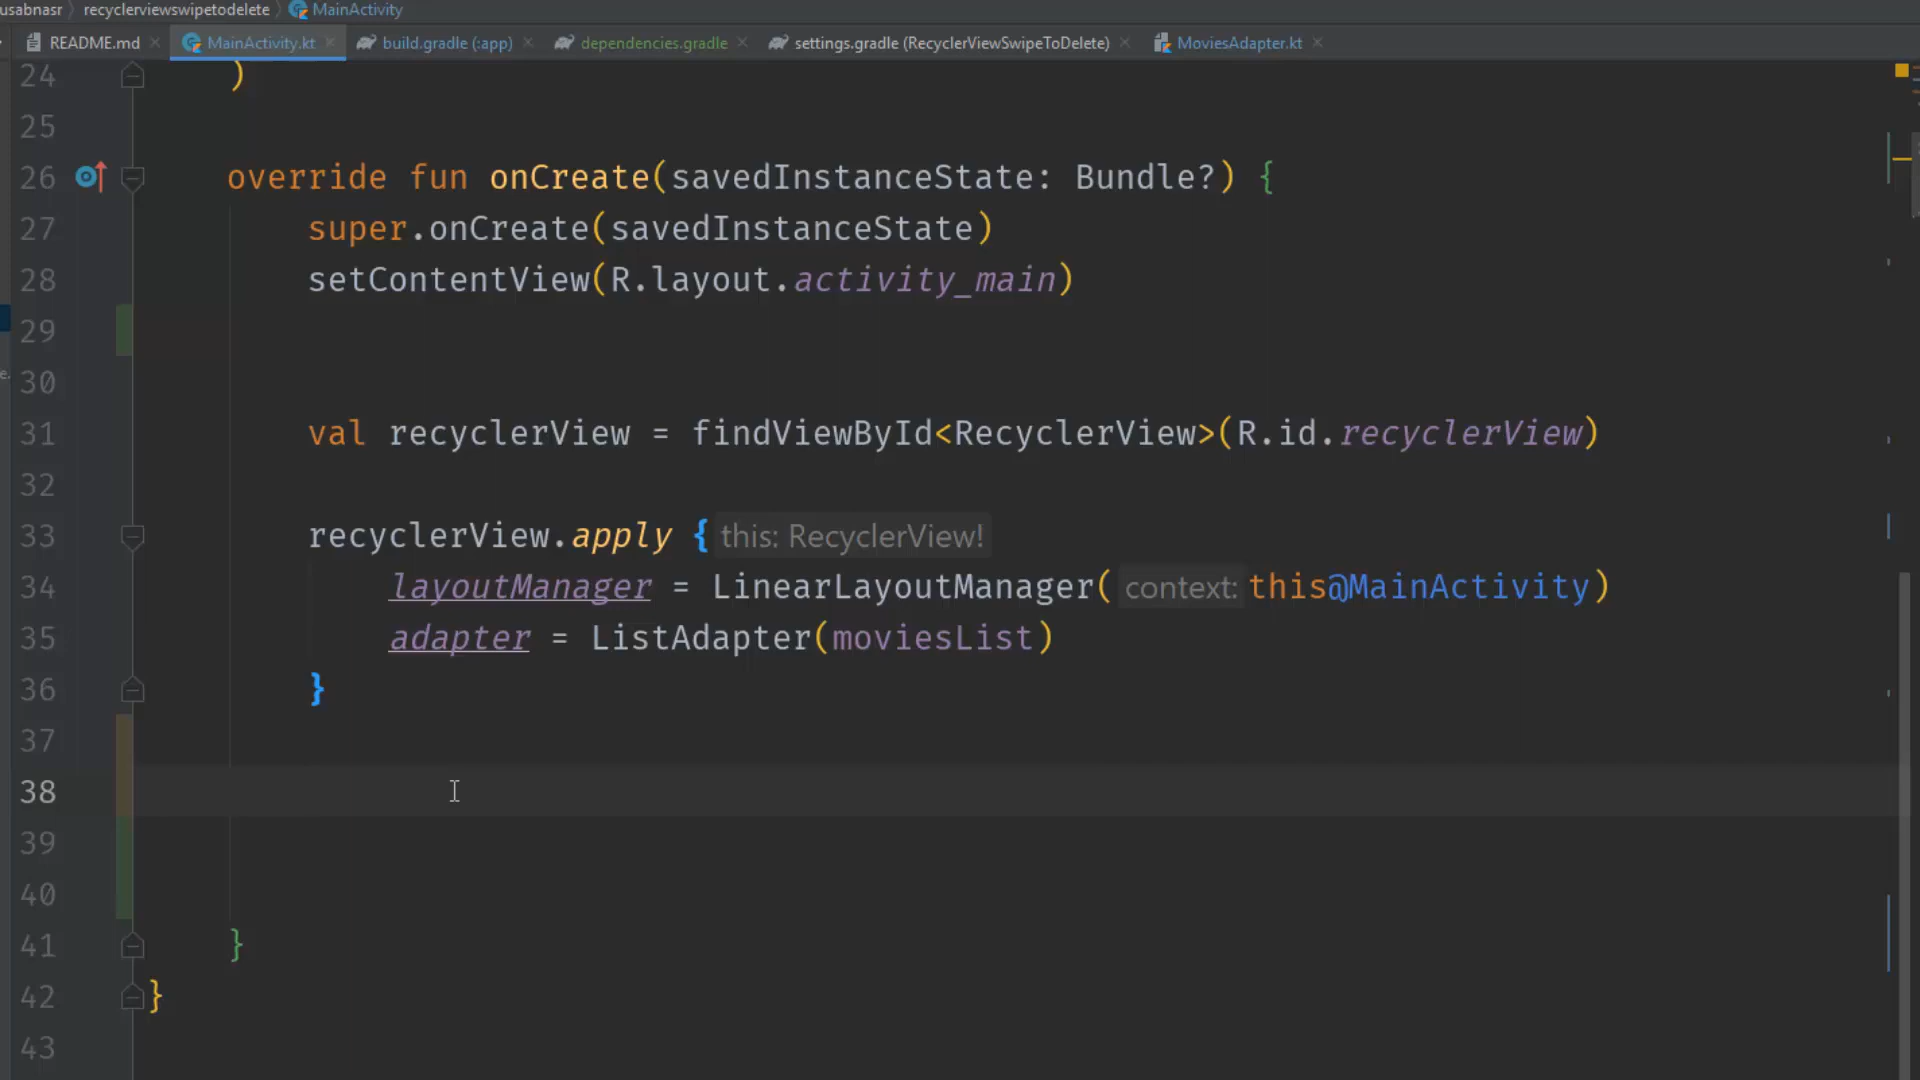 usabnasr recyclerviewswipetodelete MainActivity
README.md MainActivity.kt build.gradle (:app) dependencies.gradle settings.gradle (RecyclerViewSwipeToDelete) MoviesAdapter.kt
24 )
25
26 override fun onCreate(savedInstanceState: Bundle?) {
27 super.onCreate(savedInstanceState)
28 setContentView(R.layout.activity_main)
29
30
31 val recyclerView = findViewById<RecyclerView>(R.id.recyclerView)
32
33 recyclerView.apply { this: RecyclerView!
34 layoutManager = LinearLayoutManager( context: this@MainActivity)
35 adapter = ListAdapter(moviesList)
36 }
37
38
39
40
41 }
42 }
43